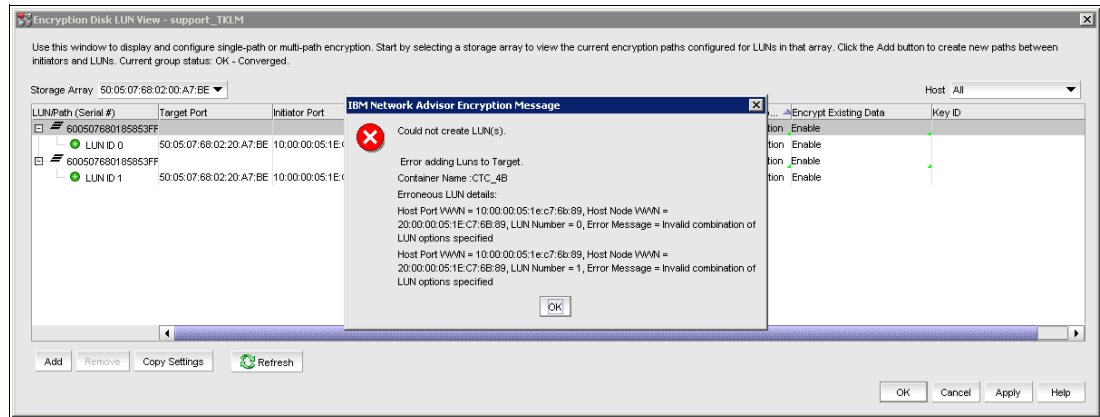 Encryption Disk LUN View - support_TKLM
Use this window to display and configure single-path or multi-path encryption. Start by selecting a storage array to view the current encryption paths configured for LUNs in that array. Click the Add button to create new paths between
initiators and LUNs. Current group status: OK - Converged.
Storage Array 50:05:07:68:02:00:A7:BE Host All
LUN/Path (Serial #) Target Port Initiator Port ... Encrypt Existing Data Key ID
600507680185853FF tion Enable
LUN ID 0 50:05:07:68:02:20:A7:BE 10:00:00:05:1E: tion Enable
600507680185853FF tion Enable
LUN ID 1 50:05:07:68:02:20:A7:BE 10:00:00:05:1E: tion Enable
IBM Network Advisor Encryption Message
Could not create LUN(s).
Error adding Luns to Target.
Container Name :CTC_4B
Erroneous LUN details:
Host Port WWN = 10:00:00:05:1e:c7:6b:89, Host Node WWN =
20:00:00:05:1E:C7:6B:89, LUN Number = 0, Error Message = Invalid combination of
LUN options specified
Host Port WWN = 10:00:00:05:1e:c7:6b:89, Host Node WWN =
20:00:00:05:1E:C7:6B:89, LUN Number = 1, Error Message = Invalid combination of
LUN options specified
OK
Add Remove Copy Settings Refresh
OK Cancel Apply Help